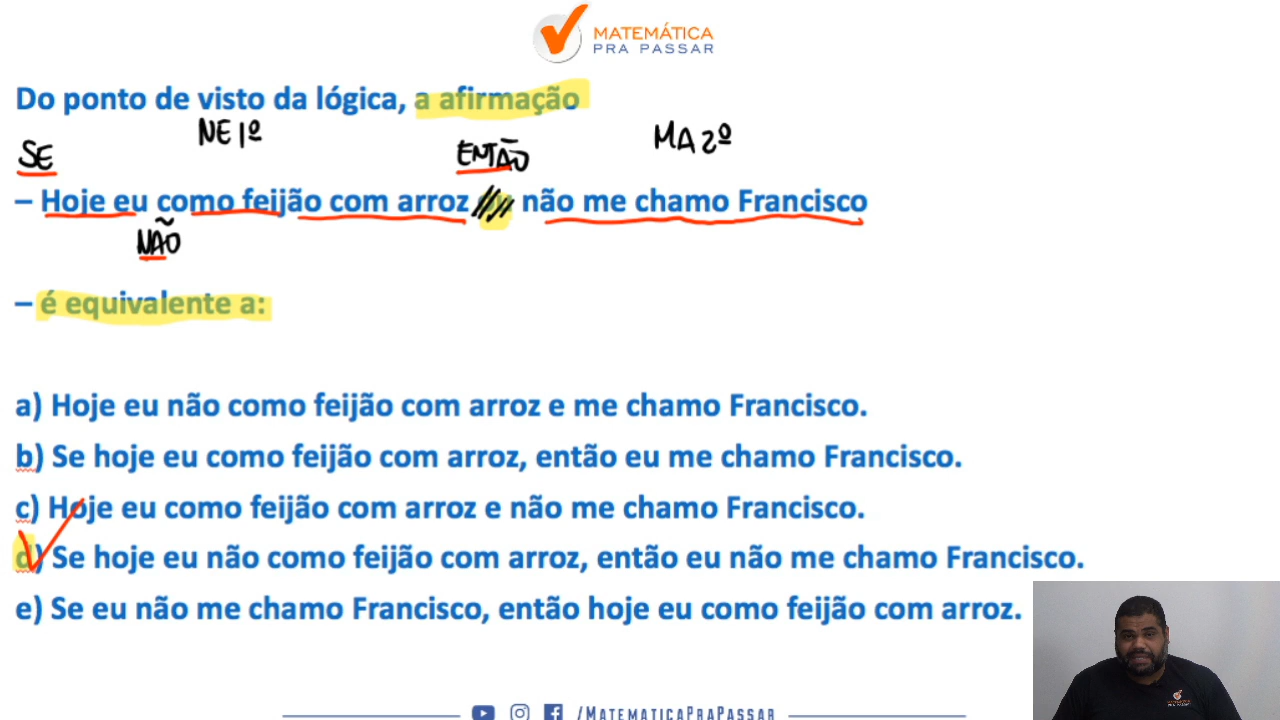 MATEMÁTICA
PRA PASSAR
Do ponto de visto da lógica, a afirmação
NE 1º
MA 2º
SE
ENTÃO
– Hoje eu como feijão com arroz não me chamo Francisco
NÃO
– é equivalente a:
a) Hoje eu não como feijão com arroz e me chamo Francisco.
b) Se hoje eu como feijão com arroz, então eu me chamo Francisco.
c) Hoje eu como feijão com arroz e não me chamo Francisco.
d) Se hoje eu não como feijão com arroz, então eu não me chamo Francisco.
e) Se eu não me chamo Francisco, então hoje eu como feijão com arroz.
/MATEMATICAPRAPASSAR